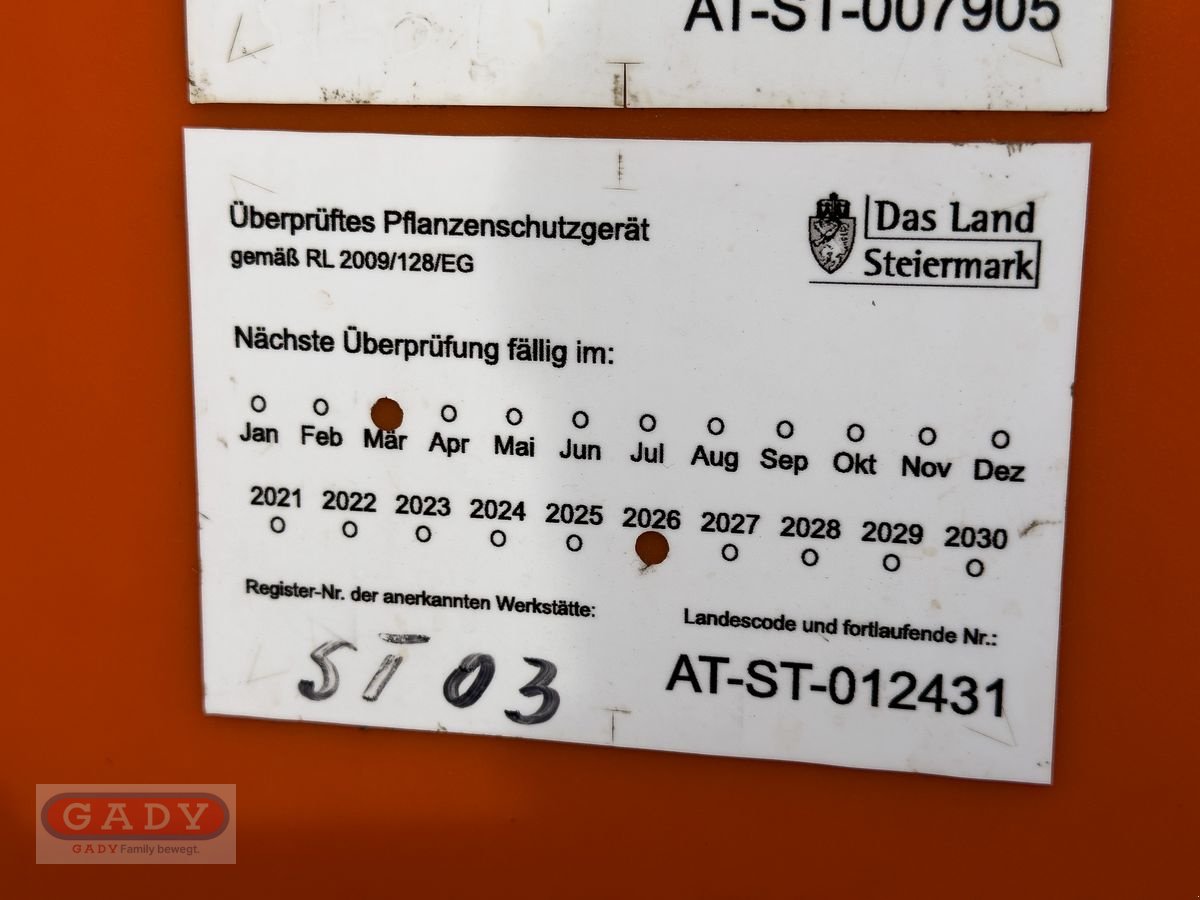 AT-ST-007905
Überprüftes Pflanzenschutzgerät
gemäß RL 2009/128/EG
Das Land
Steiermark
Nächste Überprüfung fällig im:
Jan Feb Mär Apr Mai Jun Jul Aug Sep Okt Nov Dez
2021 2022 2023 2024 2025 2026 2027 2028 2029 2030
Register-Nr. der anerkannten Werkstätte:
ST 03
Landescode und fortlaufende Nr.:
AT-ST-012431
GADY
GADY Family bewegt.